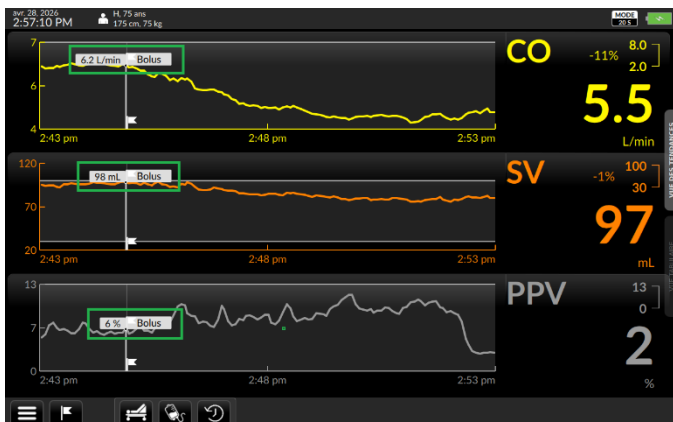 avr. 28, 2026
2:57:10 PM
H, 75 ans
175 cm, 75 kg
MODE
20 S
7
6
4
6.2 L/min Bolus
2:43 pm 2:48 pm 2:53 pm
CO
-11%
8.0
2.0
5.5
L/min
VUE DES TENDANCES
120
70
20
98 mL Bolus
2:43 pm 2:48 pm 2:53 pm
SV
-1%
100
30
97
mL
13
7
0
6 % Bolus
2:43 pm 2:48 pm 2:53 pm
PPV
13
0
2
%